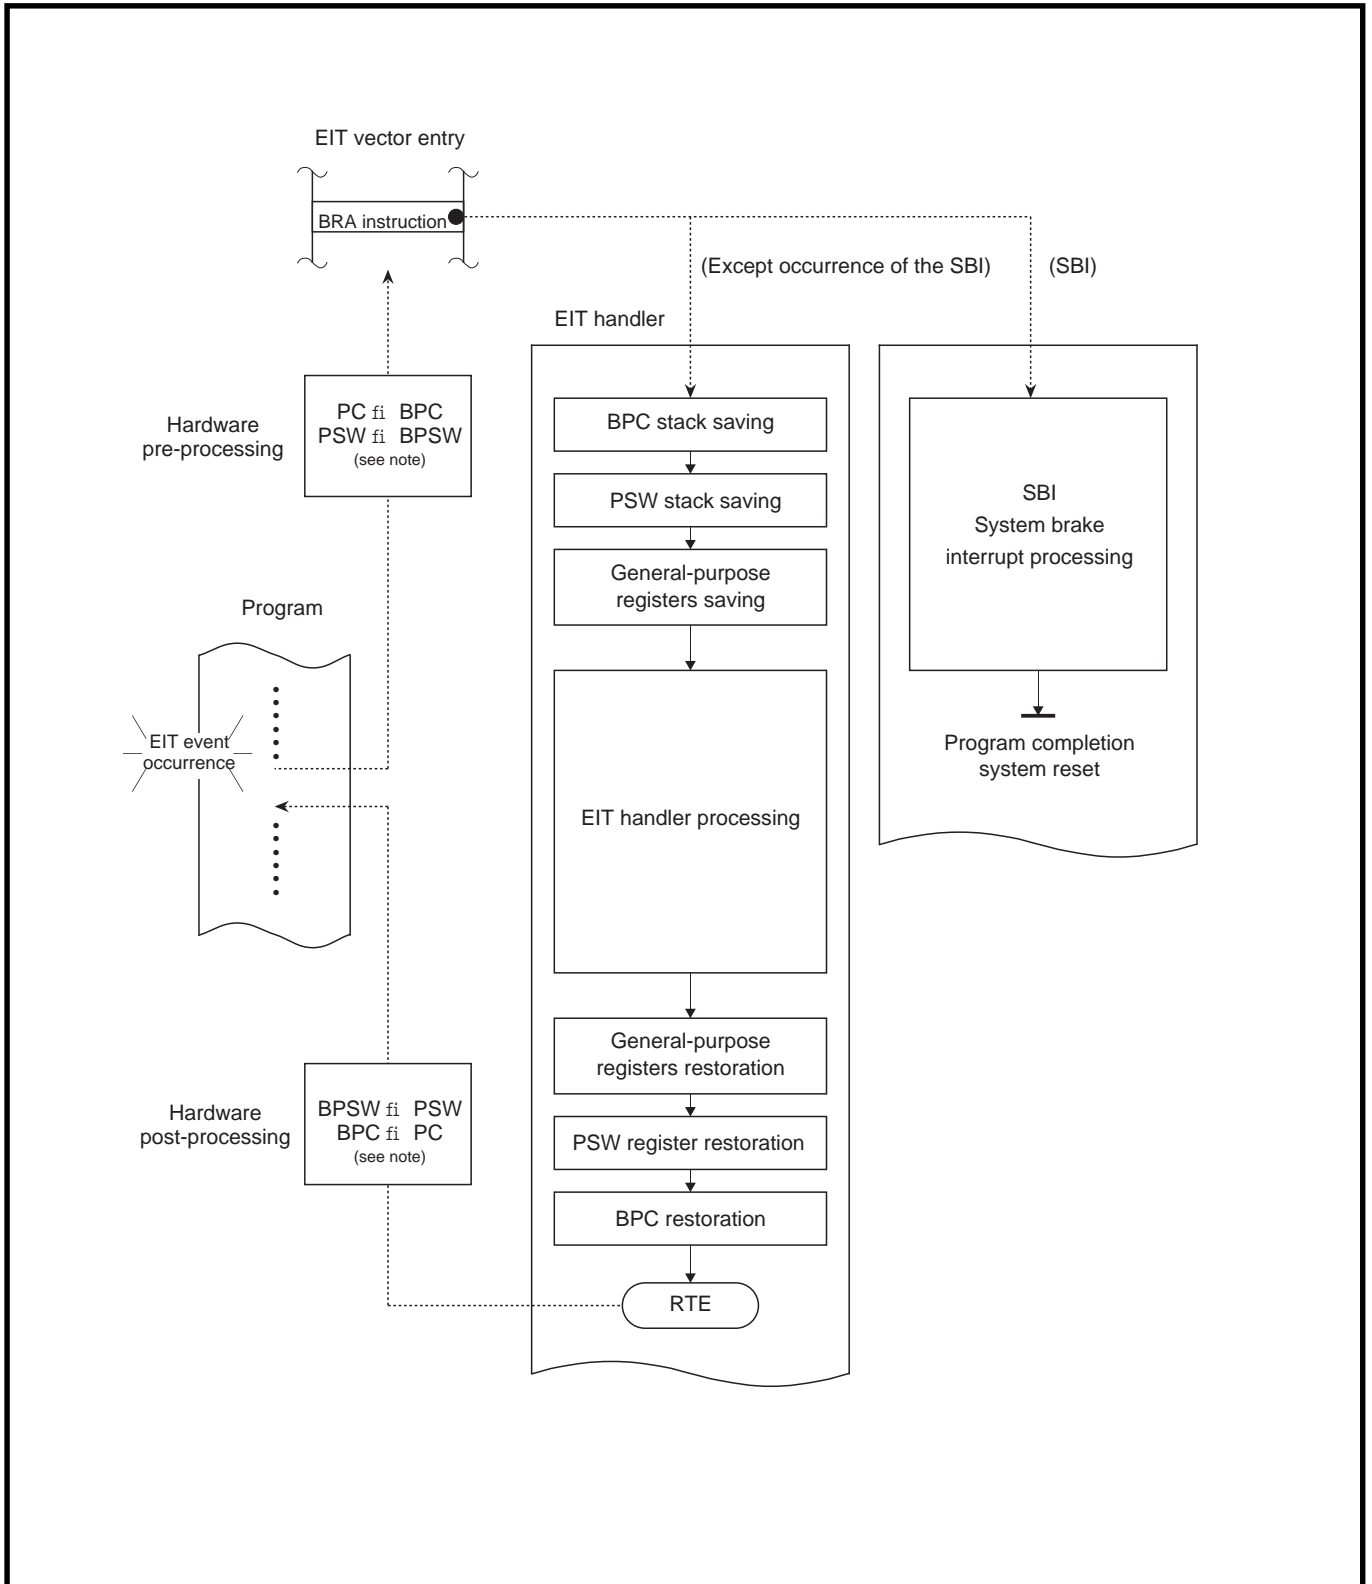 EIT vector entry
BRA instruction
(Except occurrence of the SBI)
(SBI)
EIT handler
Hardware
pre-processing
PC fi BPC
PSW fi BPSW
(see note)
BPC stack saving
PSW stack saving
General-purpose
registers saving
SBI
System brake
interrupt processing
Program
EIT event
occurrence
Program completion
system reset
EIT handler processing
General-purpose
registers restoration
Hardware
post-processing
BPSW fi PSW
BPC fi PC
(see note)
PSW register restoration
BPC restoration
RTE